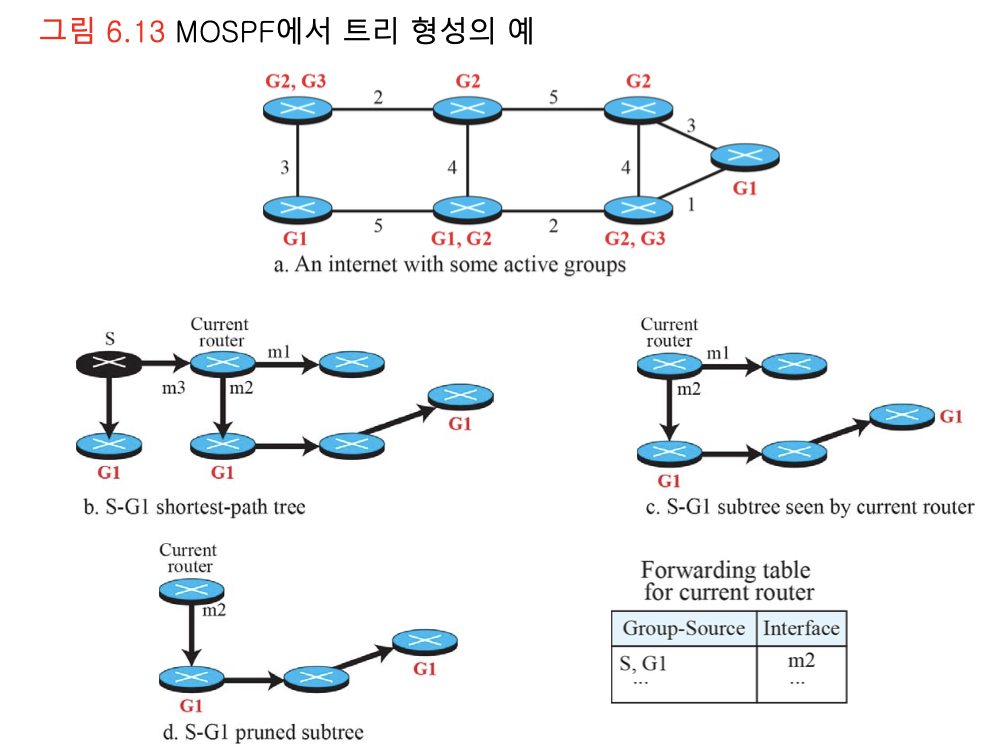 그림 6.13 MOSPF에서 트리 형성의 예
G2, G3
G2
G2
2
5
3
3
4
4
G1
1
5
2
G1
G1, G2
G2, G3
a. An internet with some active groups
S
Current
router
m1
m3
m2
G1
G1
G1
b. S-G1 shortest-path tree
Current
router
m1
m2
G1
G1
c. S-G1 subtree seen by current router
Current
router
m2
G1
G1
d. S-G1 pruned subtree
Forwarding table
for current router
Group-Source Interface
S, G1 m2
... ...